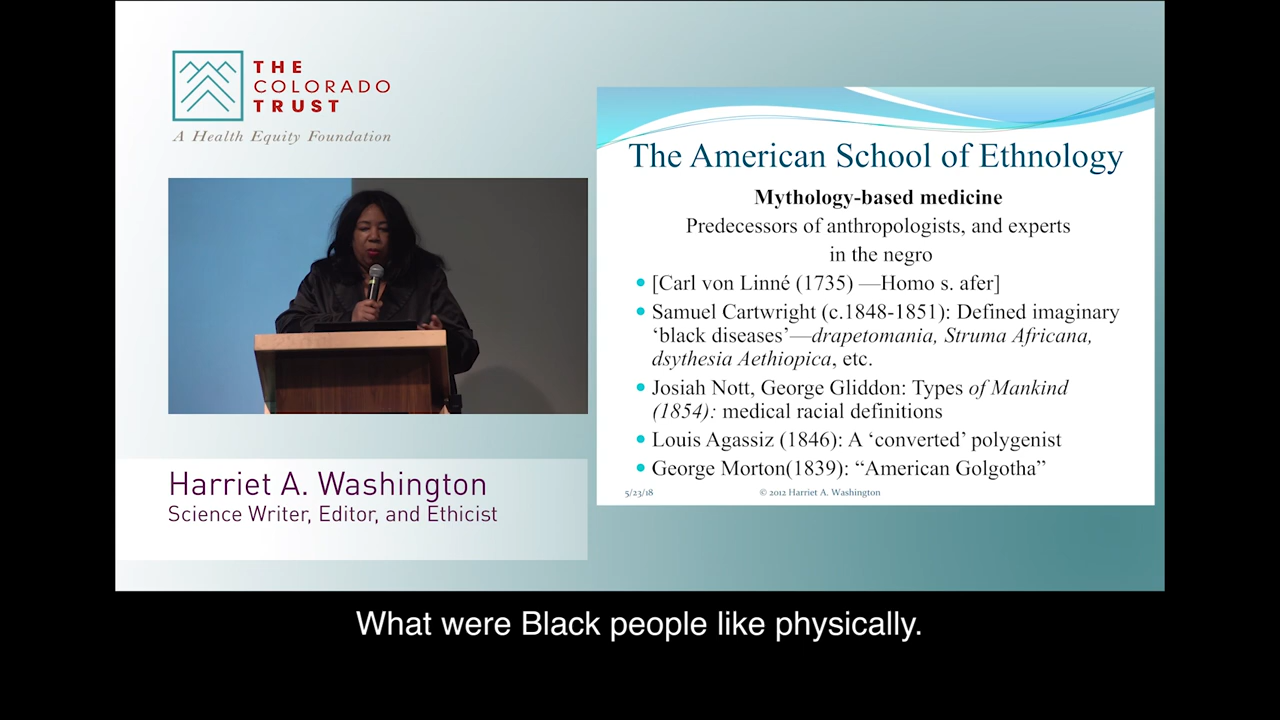 THE
COLORADO
TRUST
A Health Equity Foundation
The American School of Ethnology
Mythology-based medicine
Predecessors of anthropologists, and experts
in the negro
[Carl von Linné (1735) —Homo s. afer]
Samuel Cartwright (c.1848-1851): Defined imaginary
‘black diseases’—drapetomania, Struma Africana,
dsythesia Aethiopica, etc.
Josiah Nott, George Gliddon: Types of Mankind
(1854): medical racial definitions
Louis Agassiz (1846): A ‘converted’ polygenist
George Morton(1839): “American Golgotha”
5/23/18
© 2012 Harriet A. Washington
Harriet A. Washington
Science Writer, Editor, and Ethicist
What were Black people like physically.